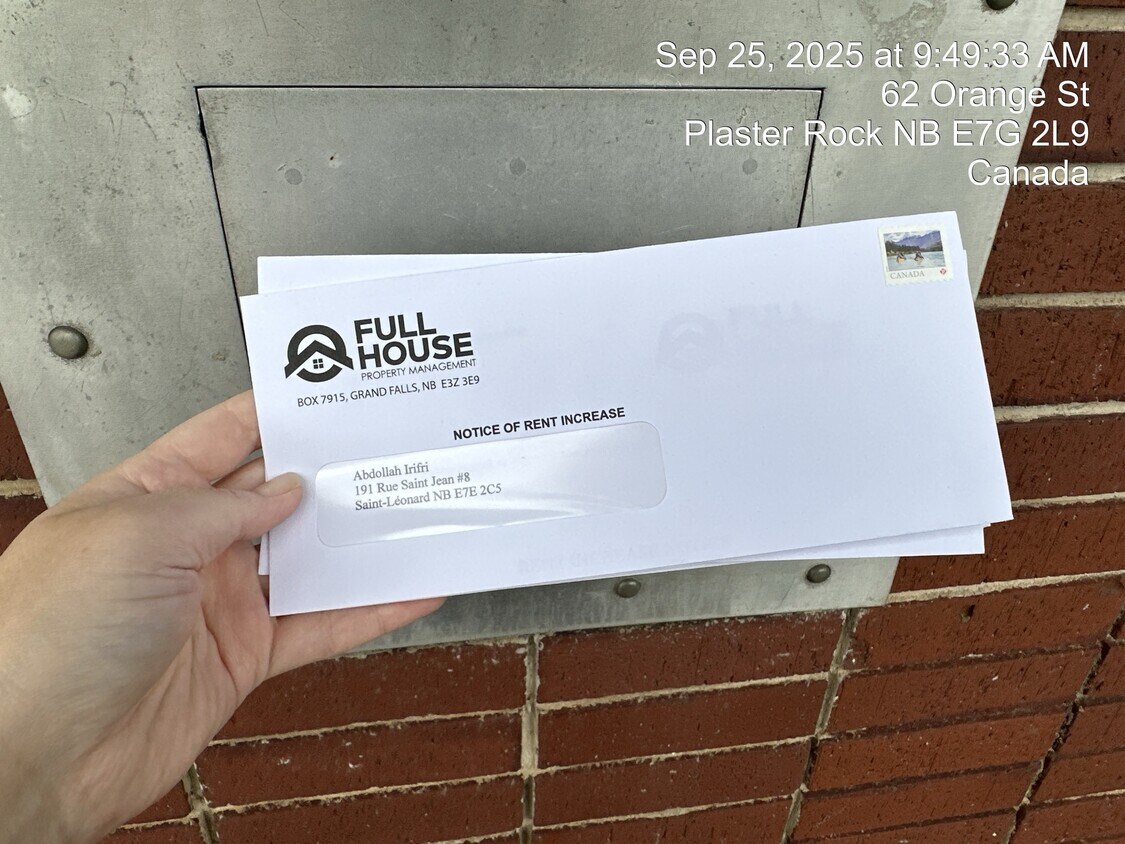 Sep 25, 2025 at 9:49:33 AM
62 Orange St
Plaster Rock NB E7G 2L9
Canada
CANADA
FULL
HOUSE
PROPERTY MANAGEMENT
BOX 7915, GRAND FALLS, NB E3Z 3E9
NOTICE OF RENT INCREASE
Abdollah Irifri
191 Rue Saint Jean #8
Saint-Léonard NB E7E 2C5